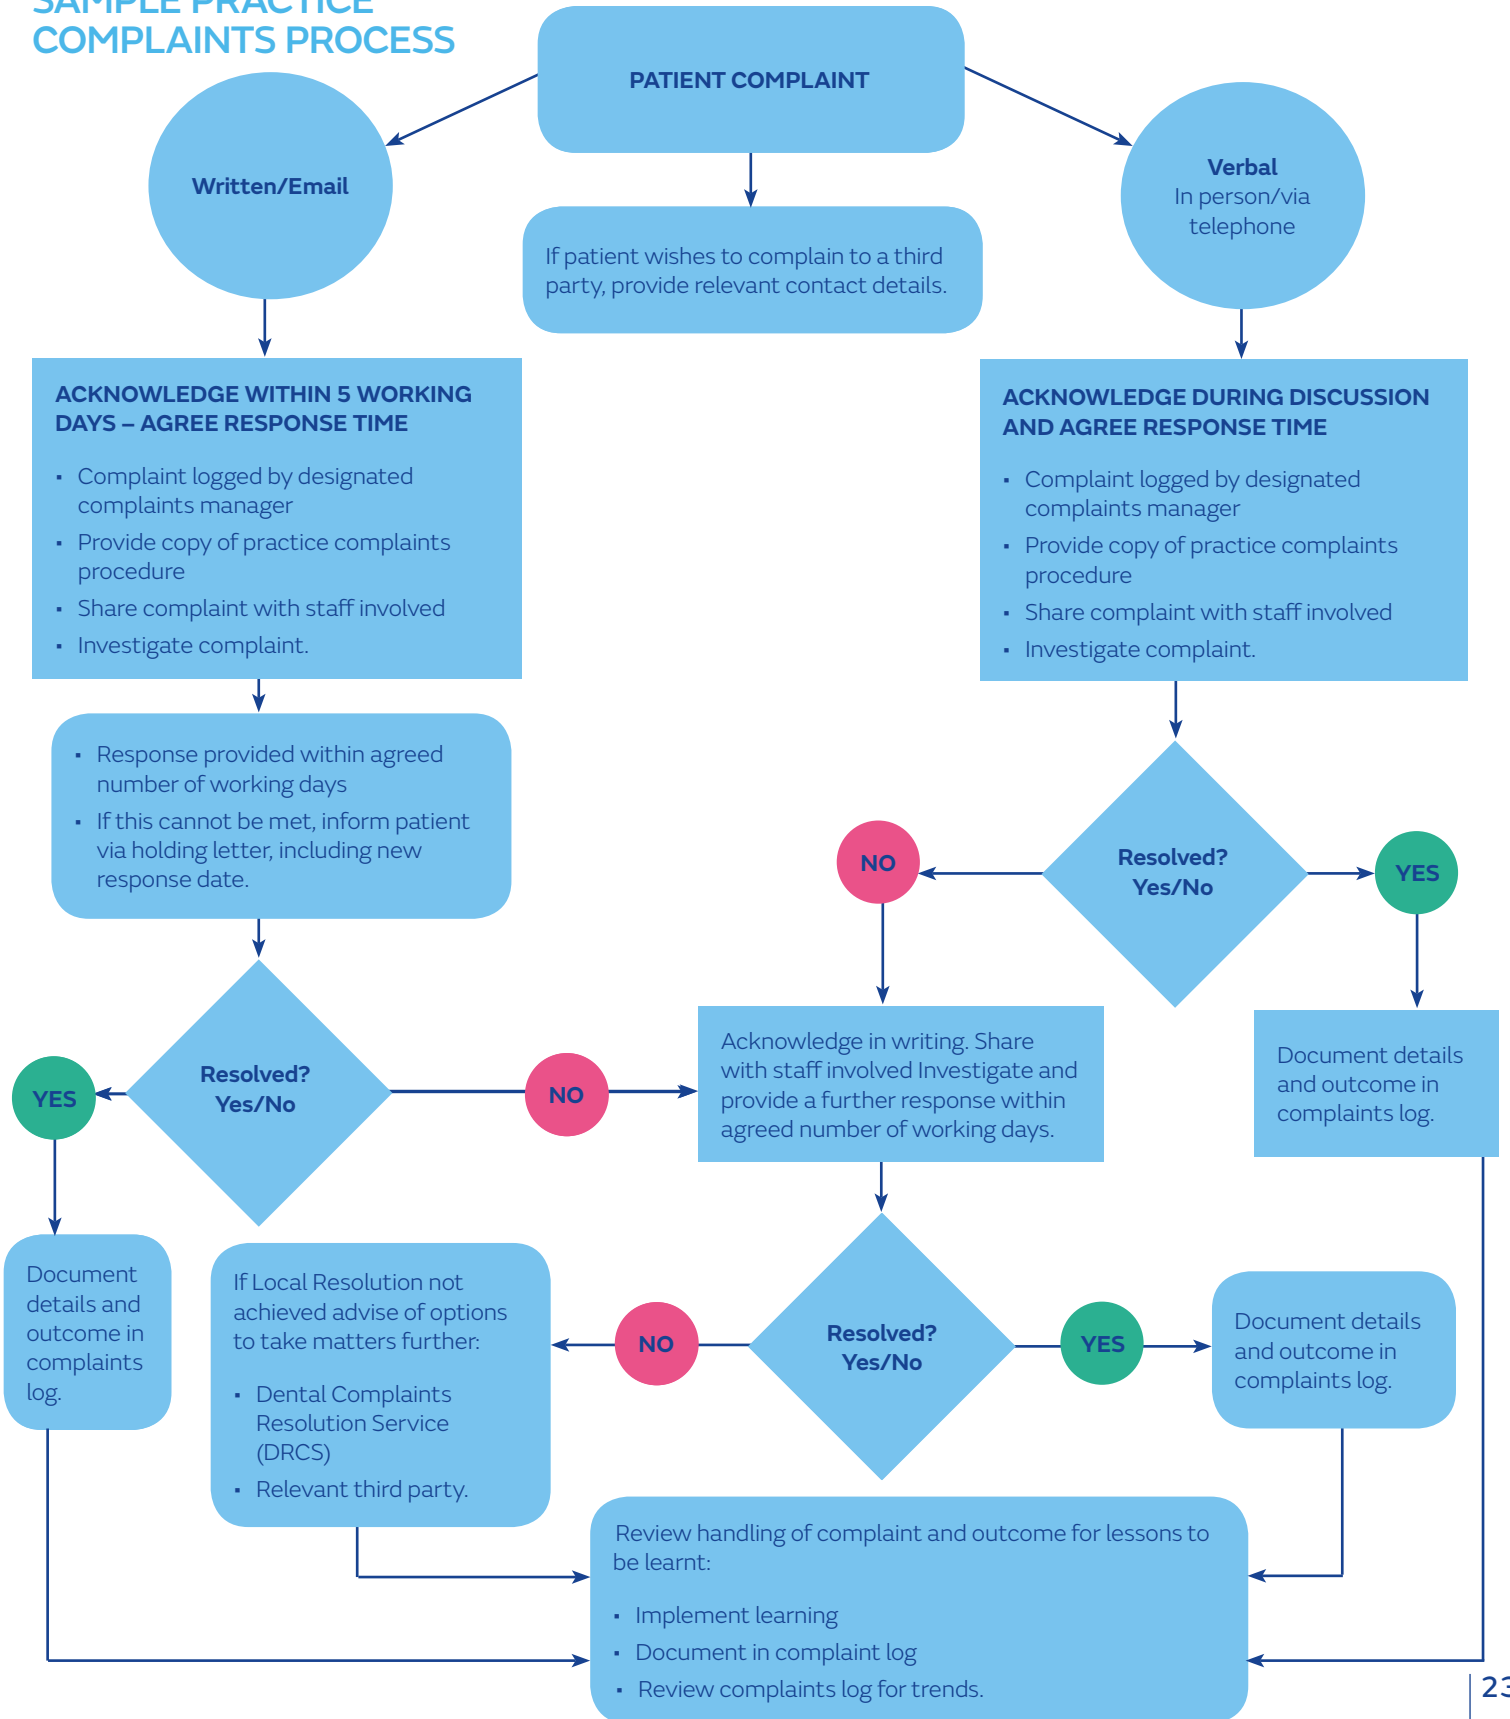 SAMPLE PRACTICE
COMPLAINTS PROCESS
PATIENT COMPLAINT
Written/Email
Verbal
In person/via
telephone
If patient wishes to complain to a third
party, provide relevant contact details.
ACKNOWLEDGE WITHIN 5 WORKING
DAYS – AGREE RESPONSE TIME
▪ Complaint logged by designated
complaints manager
▪ Provide copy of practice complaints
procedure
▪ Share complaint with staff involved
▪ Investigate complaint.
ACKNOWLEDGE DURING DISCUSSION
AND AGREE RESPONSE TIME
▪ Complaint logged by designated
complaints manager
▪ Provide copy of practice complaints
procedure
▪ Share complaint with staff involved
▪ Investigate complaint.
▪ Response provided within agreed
number of working days
▪ If this cannot be met, inform patient
via holding letter, including new
response date.
Resolved?
Yes/No
NO
YES
Resolved?
Yes/No
YES
NO
Acknowledge in writing. Share
with staff involved Investigate and
provide a further response within
agreed number of working days.
Document details
and outcome in
complaints log.
Document
details and
outcome in
complaints
log.
If Local Resolution not
achieved advise of options
to take matters further:
▪ Dental Complaints
Resolution Service
(DRCS)
▪ Relevant third party.
NO
Resolved?
Yes/No
YES
Document details
and outcome in
complaints log.
Review handling of complaint and outcome for lessons to
be learnt:
▪ Implement learning
▪ Document in complaint log
▪ Review complaints log for trends.
23